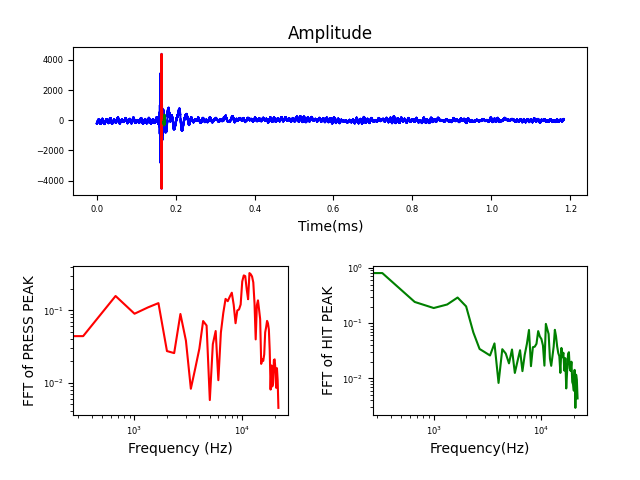 Amplitude
4000
2000
0
−2000
−4000
0.0 0.2 0.4 0.6 0.8 1.0 1.2
Time(ms)
FFT of PRESS PEAK
10⁻¹
10⁻²
10³ 10⁴
Frequency (Hz)
FFT of HIT PEAK
10⁰
10⁻¹
10⁻²
10³ 10⁴
Frequency(Hz)